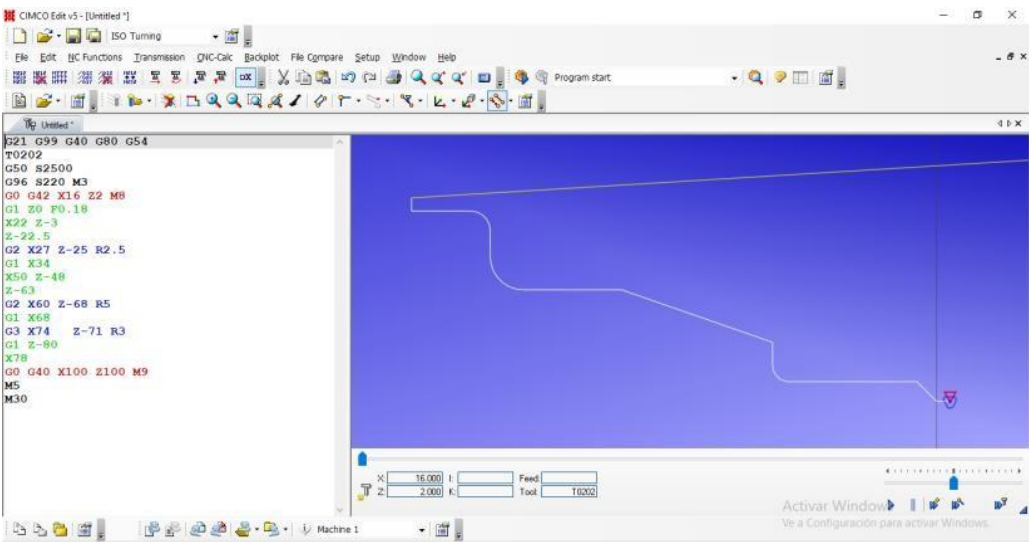 CIMCO Edit v5 - [Untitled *]
ISO Turning
File Edit NC Functions Transmission CNC-Calc Backplot File Compare Setup Window Help
Program start
Untitled *
G21 G99 G40 G80 G54
T0202
G50 S2500
G96 S220 M3
G0 G42 X16 Z2 M8
G1 Z0 F0.18
X22 Z-3
Z-22.5
G2 X27 Z-25 R2.5
G1 X34
X50 Z-48
Z-63
G2 X60 Z-68 R5
G1 X68
G3 X74   Z-71 R3
G1 Z-80
X78
G0 G40 X100 Z100 M9
M5
M30
X: 16.000 I: Feed:
Z: 2.000 K: Tool: T0202
Activar Windows
Ve a Configuración para activar Windows.
Machine 1